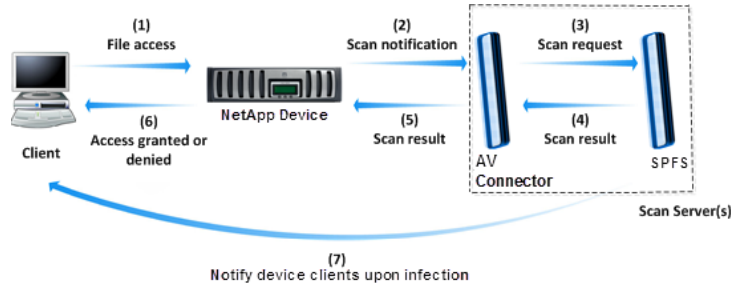 (1)
File access
(2)
Scan notification
(3)
Scan request
(6)
Access granted or
denied
(5)
Scan result
(4)
Scan result
Client
NetApp Device
AV
Connector
SPFS
Scan Server(s)
(7)
Notify device clients upon infection